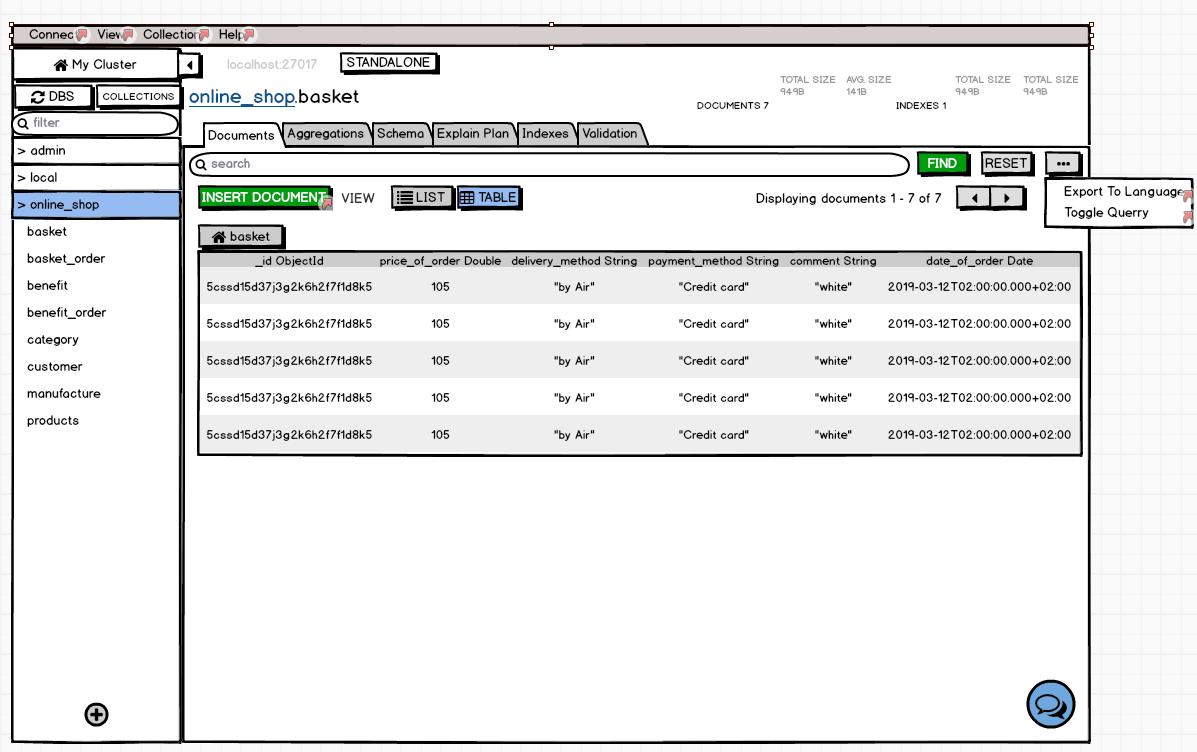 Connec View Collection Help
My Cluster
localhost:27017 STANDALONE
DBS COLLECTIONS
filter
> admin
> local
> online_shop
basket
basket_order
benefit
benefit_order
category
customer
manufacture
products
online_shop.basket
DOCUMENTS 7
TOTAL SIZE AVG. SIZE
949B 141B
INDEXES 1
TOTAL SIZE TOTAL SIZE
949B 949B
Documents Aggregations Schema Explain Plan Indexes Validation
search FIND RESET ...
Export To Language
Toggle Querry
INSERT DOCUMENT VIEW LIST TABLE Displaying documents 1 - 7 of 7
basket
_id ObjectId price_of_order Double delivery_method String payment_method String comment String date_of_order Date
5cssd15d37j3g2k6h2f7f1d8k5 105 "by Air" "Credit card" "white" 2019-03-12T02:00:00.000+02:00
5cssd15d37j3g2k6h2f7f1d8k5 105 "by Air" "Credit card" "white" 2019-03-12T02:00:00.000+02:00
5cssd15d37j3g2k6h2f7f1d8k5 105 "by Air" "Credit card" "white" 2019-03-12T02:00:00.000+02:00
5cssd15d37j3g2k6h2f7f1d8k5 105 "by Air" "Credit card" "white" 2019-03-12T02:00:00.000+02:00
5cssd15d37j3g2k6h2f7f1d8k5 105 "by Air" "Credit card" "white" 2019-03-12T02:00:00.000+02:00